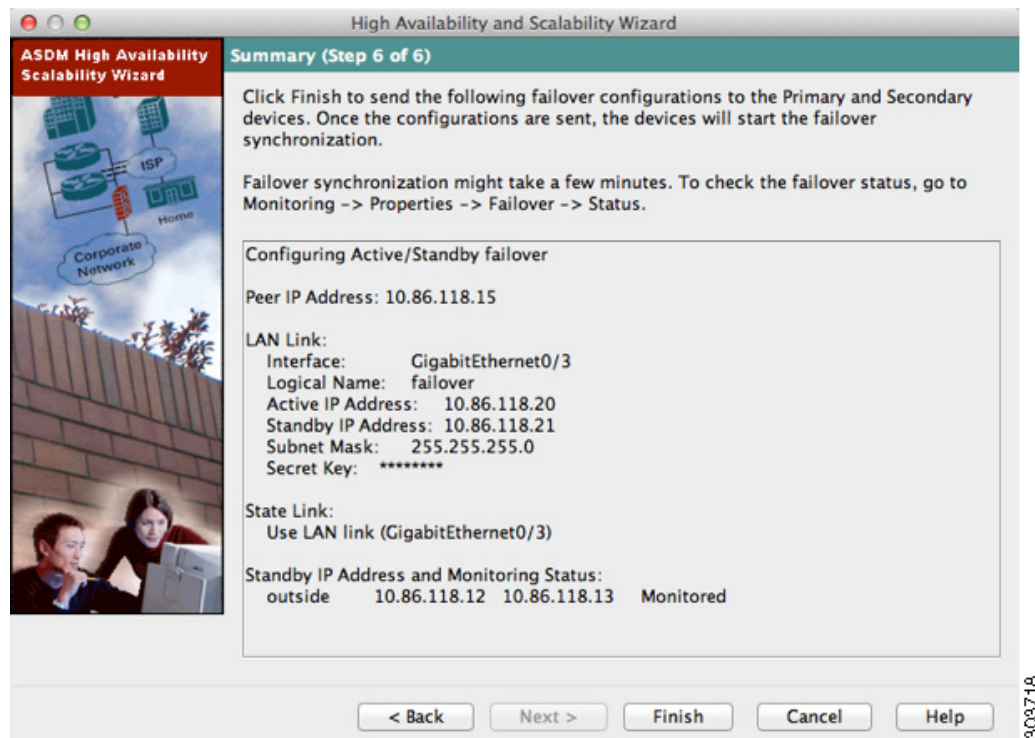 High Availability and Scalability Wizard
ASDM High Availability
Scalability Wizard
ISP
Home
Corporate
Network
Summary (Step 6 of 6)
Click Finish to send the following failover configurations to the Primary and Secondary
devices. Once the configurations are sent, the devices will start the failover
synchronization.
Failover synchronization might take a few minutes. To check the failover status, go to
Monitoring -> Properties -> Failover -> Status.
Configuring Active/Standby failover
Peer IP Address: 10.86.118.15
LAN Link:
Interface: GigabitEthernet0/3
Logical Name: failover
Active IP Address: 10.86.118.20
Standby IP Address: 10.86.118.21
Subnet Mask: 255.255.255.0
Secret Key: ********
State Link:
Use LAN link (GigabitEthernet0/3)
Standby IP Address and Monitoring Status:
outside 10.86.118.12 10.86.118.13 Monitored
< Back
Next >
Finish
Cancel
Help